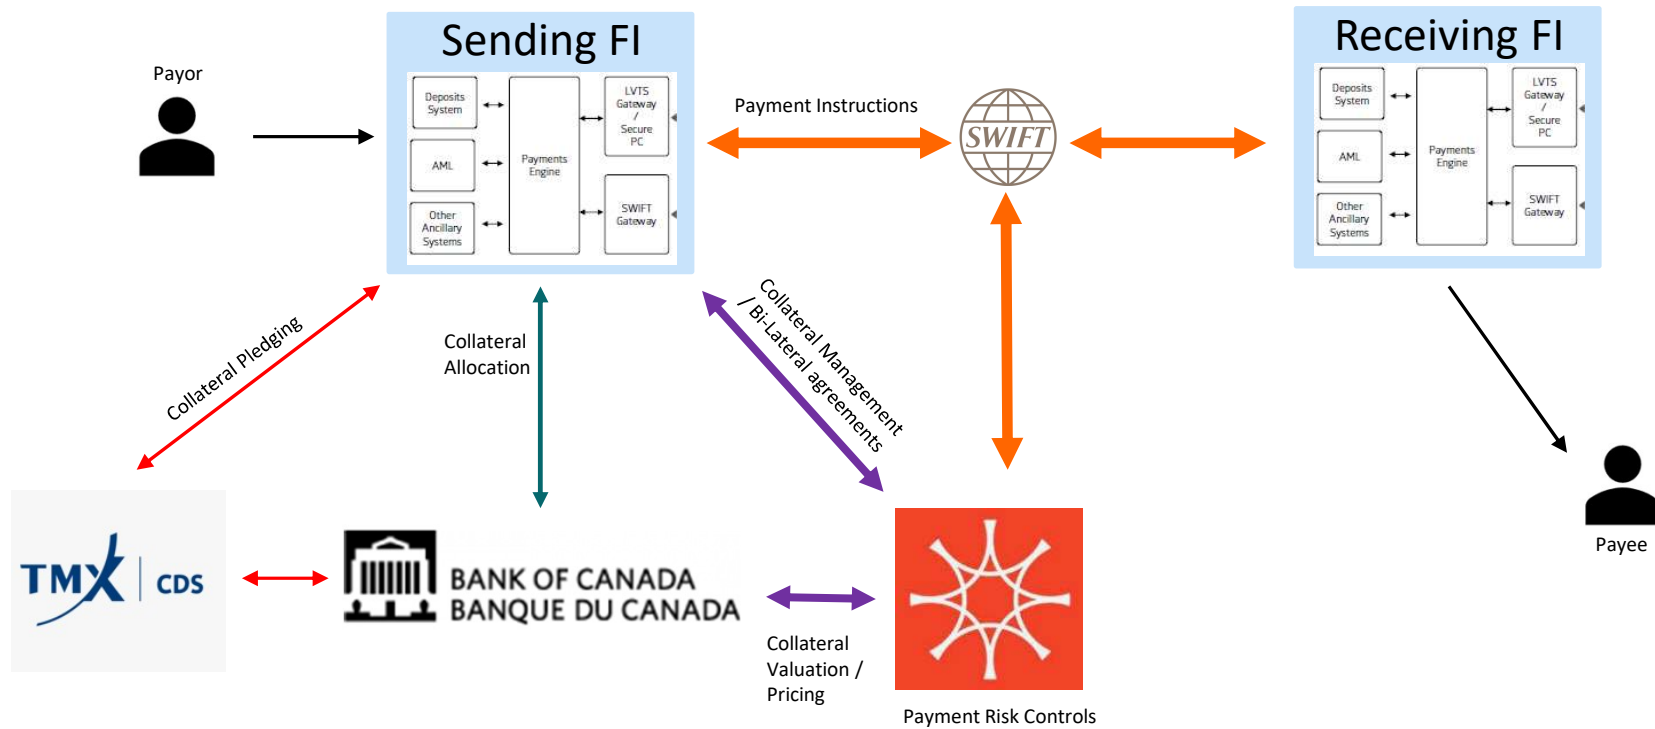 Sending FI
Receiving FI
Payor
Deposits
System
AML
Other
Ancillary
Systems
Payments
Engine
LVTS
Gateway
/
Secure
PC
SWIFT
Gateway
Payment Instructions
SWIFT
Deposits
System
AML
Other
Ancillary
Systems
Payments
Engine
LVTS
Gateway
/
Secure
PC
SWIFT
Gateway
Collateral Pledging
Collateral
Allocation
Collateral Management
/ Bi-Lateral agreements
TMX | CDS
BANK OF CANADA
BANQUE DU CANADA
Collateral
Valuation /
Pricing
Payment Risk Controls
Payee